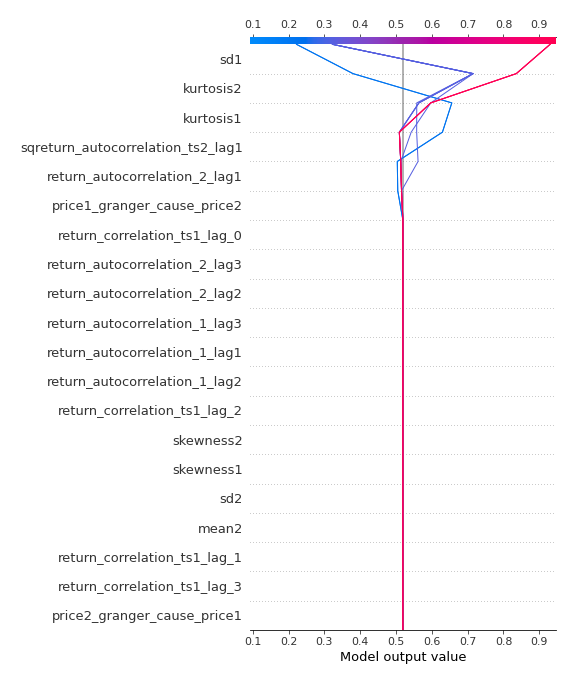 0.1 0.2 0.3 0.4 0.5 0.6 0.7 0.8 0.9
sd1
kurtosis2
kurtosis1
sqreturn_autocorrelation_ts2_lag1
return_autocorrelation_2_lag1
price1_granger_cause_price2
return_correlation_ts1_lag_0
return_autocorrelation_2_lag3
return_autocorrelation_2_lag2
return_autocorrelation_1_lag3
return_autocorrelation_1_lag1
return_autocorrelation_1_lag2
return_correlation_ts1_lag_2
skewness2
skewness1
sd2
mean2
return_correlation_ts1_lag_1
return_correlation_ts1_lag_3
price2_granger_cause_price1
0.1 0.2 0.3 0.4 0.5 0.6 0.7 0.8 0.9
Model output value